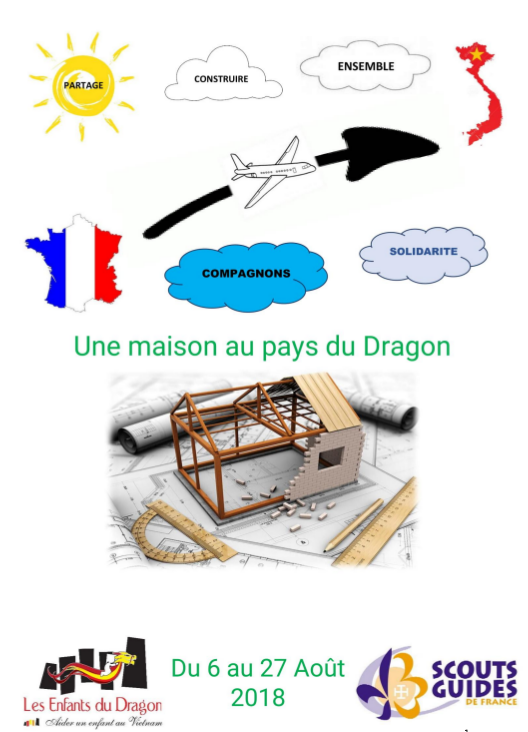 PARTAGE
CONSTRUIRE
ENSEMBLE
COMPAGNONS
SOLIDARITE
Une maison au pays du Dragon
Les Enfants du Dragon
Aider un enfant au Vietnam
Du 6 au 27 Août
2018
SCOUTS
GUIDES
DE FRANCE